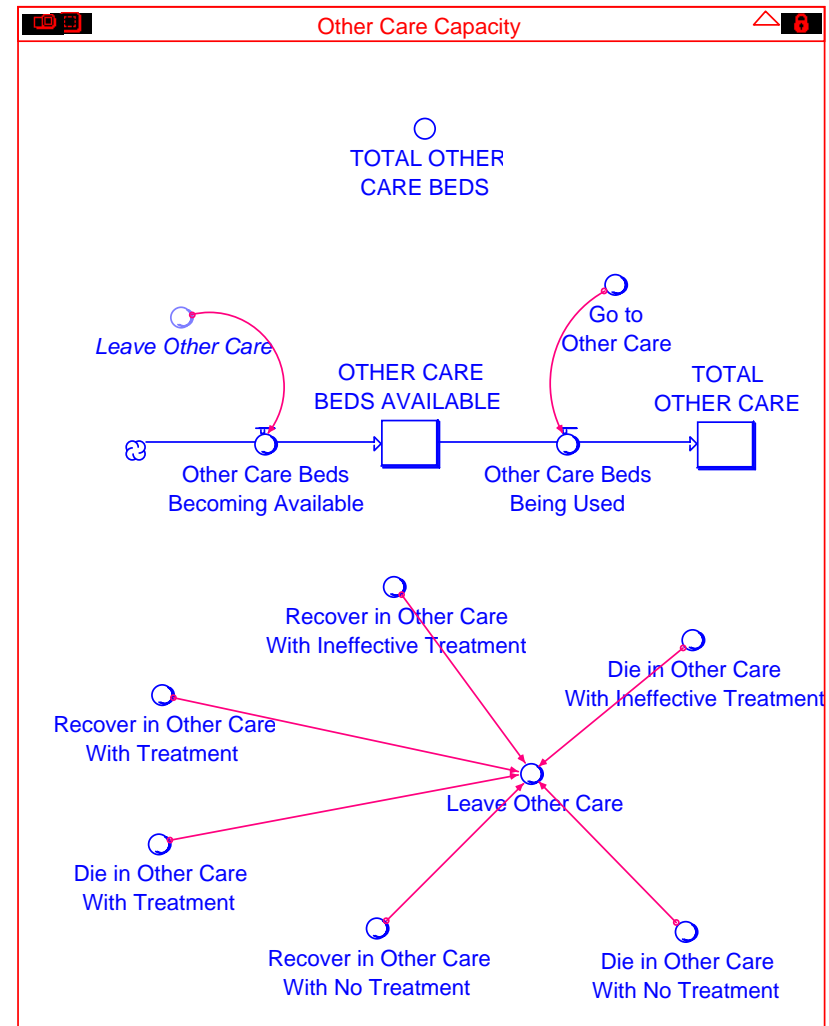 Other Care Capacity
TOTAL OTHER
CARE BEDS
Go to
Other Care
Leave Other Care
OTHER CARE
BEDS AVAILABLE
TOTAL
OTHER CARE
Other Care Beds
Becoming Available
Other Care Beds
Being Used
Recover in Other Care
With Ineffective Treatment
Die in Other Care
With Ineffective Treatment
Recover in Other Care
With Treatment
Leave Other Care
Die in Other Care
With Treatment
Recover in Other Care
With No Treatment
Die in Other Care
With No Treatment